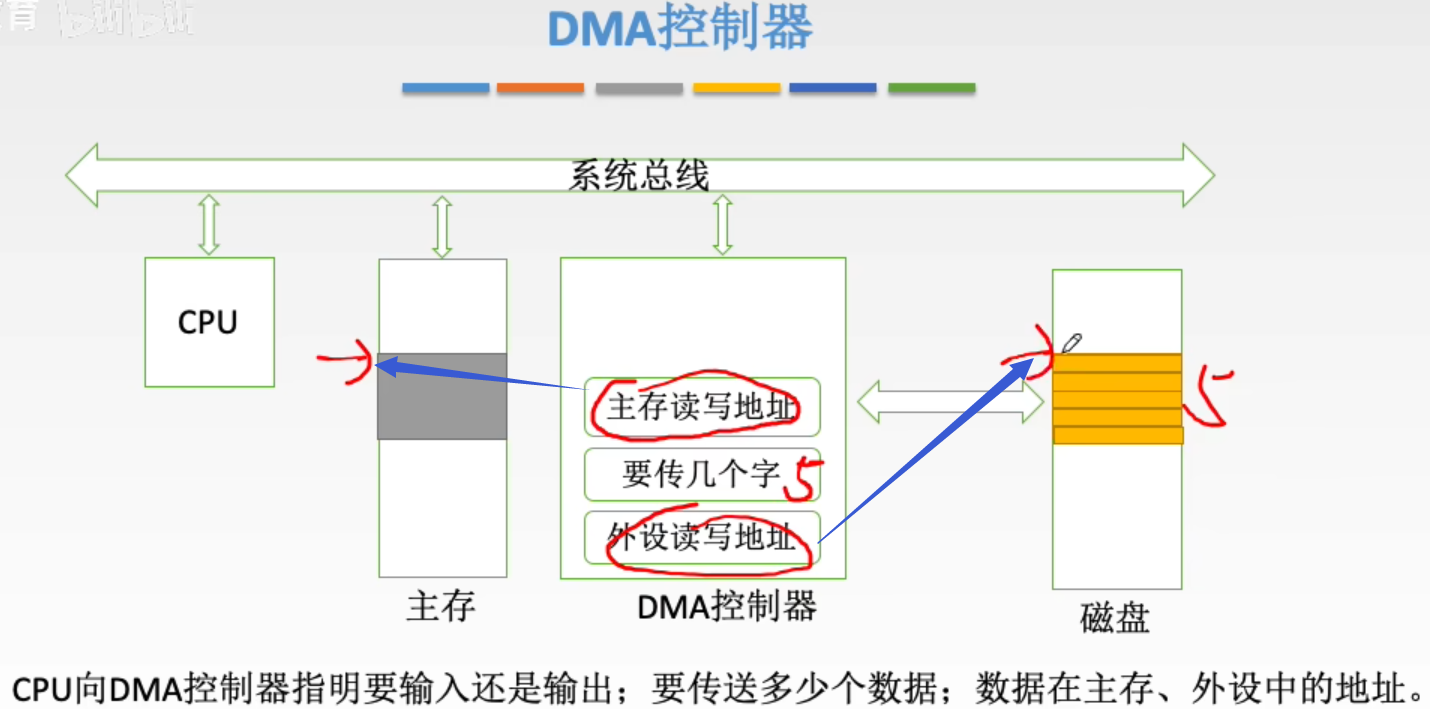 育 bilibili
DMA控制器
系统总线
CPU
主存读写地址
要传几个字 5
外设读写地址
5
主存
DMA控制器
磁盘
CPU向DMA控制器指明要输入还是输出；要传送多少个数据；数据在主存、外设中的地址。